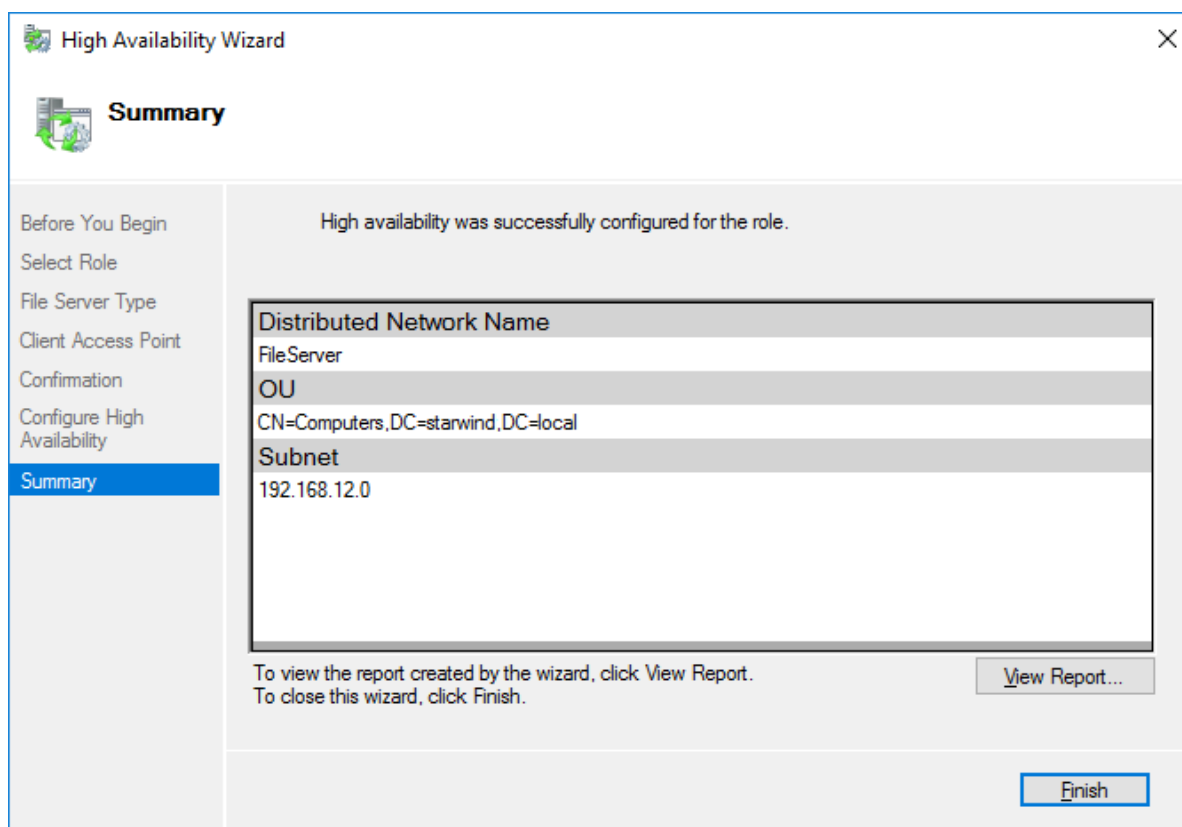 High Availability Wizard
Summary
Before You Begin
Select Role
File Server Type
Client Access Point
Confirmation
Configure High
Availability
Summary
High availability was successfully configured for the role.
Distributed Network Name
FileServer
OU
CN=Computers,DC=starwind,DC=local
Subnet
192.168.12.0
To view the report created by the wizard, click View Report.
To close this wizard, click Finish.
View Report...
Finish